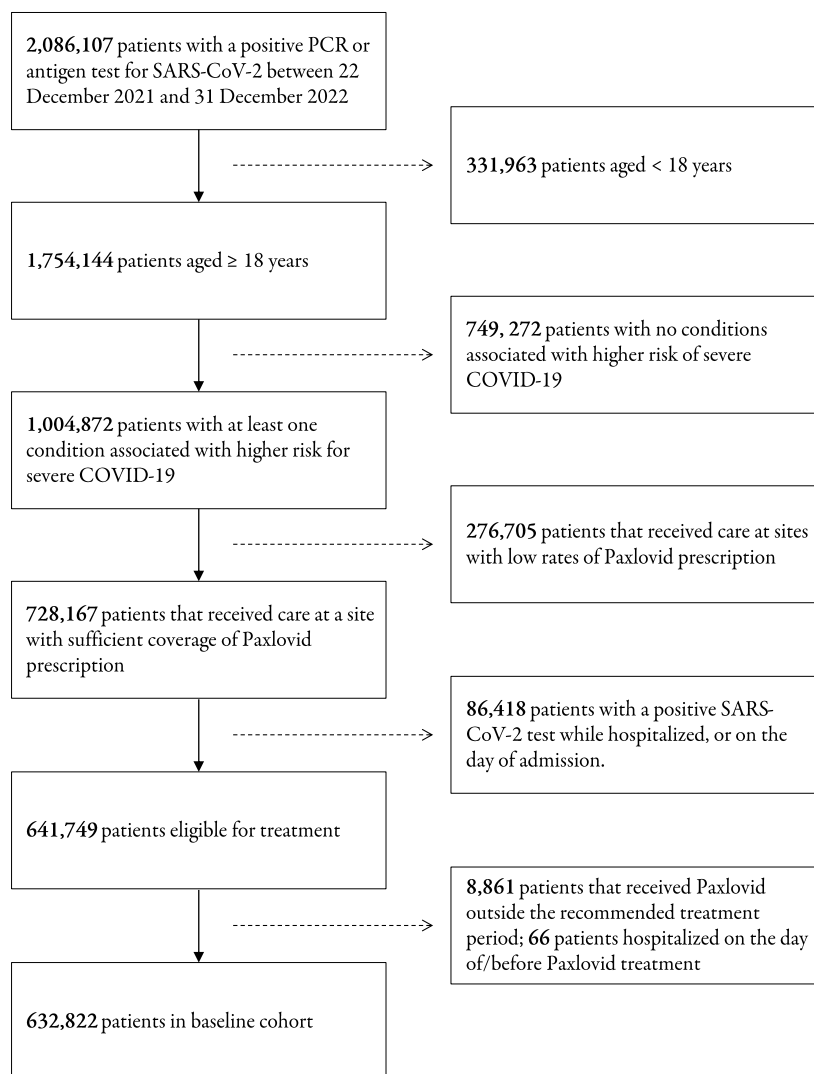 2,086,107 patients with a positive PCR or
antigen test for SARS-CoV-2 between 22
December 2021 and 31 December 2022
331,963 patients aged < 18 years
1,754,144 patients aged ≥ 18 years
749, 272 patients with no conditions
associated with higher risk of severe
COVID-19
1,004,872 patients with at least one
condition associated with higher risk for
severe COVID-19
276,705 patients that received care at sites
with low rates of Paxlovid prescription
728,167 patients that received care at a site
with sufficient coverage of Paxlovid
prescription
86,418 patients with a positive SARS-
CoV-2 test while hospitalized, or on the
day of admission.
641,749 patients eligible for treatment
8,861 patients that received Paxlovid
outside the recommended treatment
period; 66 patients hospitalized on the day
of/before Paxlovid treatment
632,822 patients in baseline cohort